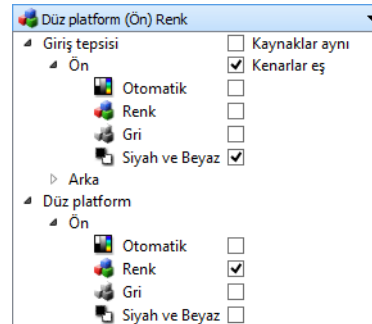 Düz platform (Ön) Renk
Giriş tepsisi Kaynaklar aynı
Ön Kenarlar eş
Otomatik
Renk
Gri
Siyah ve Beyaz
Arka
Düz platform
Ön
Otomatik
Renk
Gri
Siyah ve Beyaz